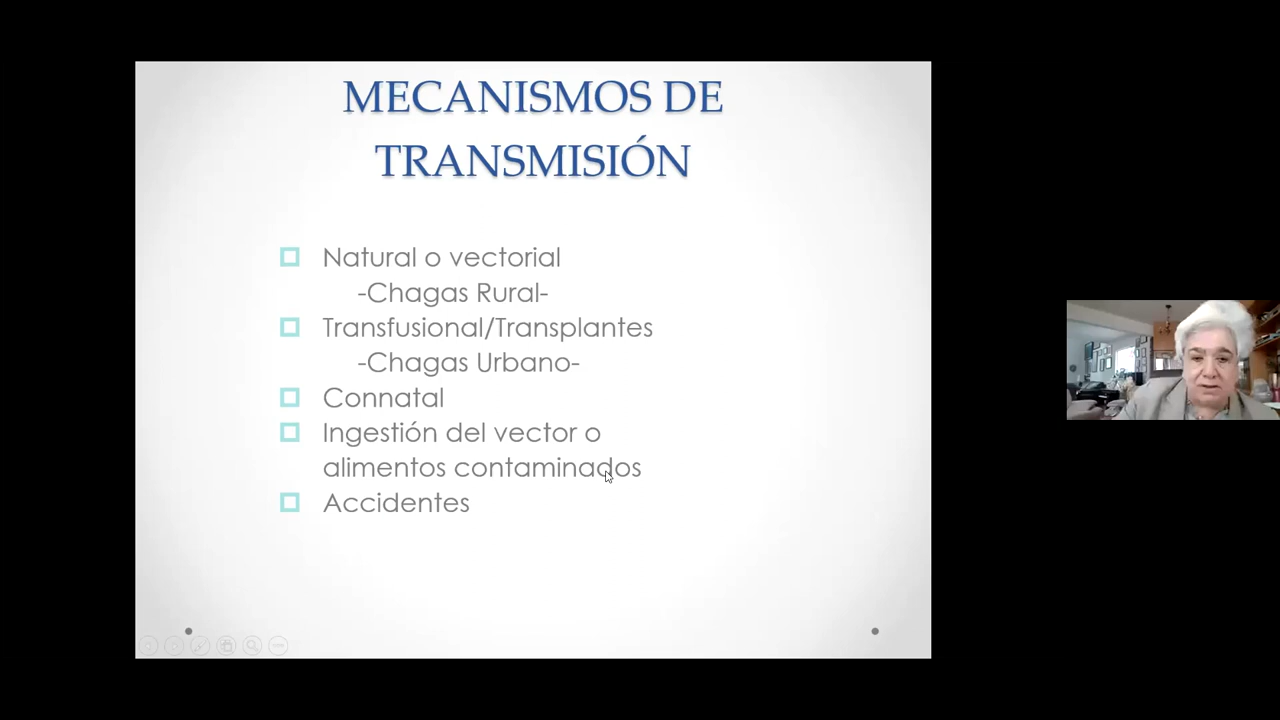 MECANISMOS DE
TRANSMISIÓN
Natural o vectorial
-Chagas Rural-
Transfusional/Transplantes
-Chagas Urbano-
Connatal
Ingestión del vector o
alimentos contaminados
Accidentes